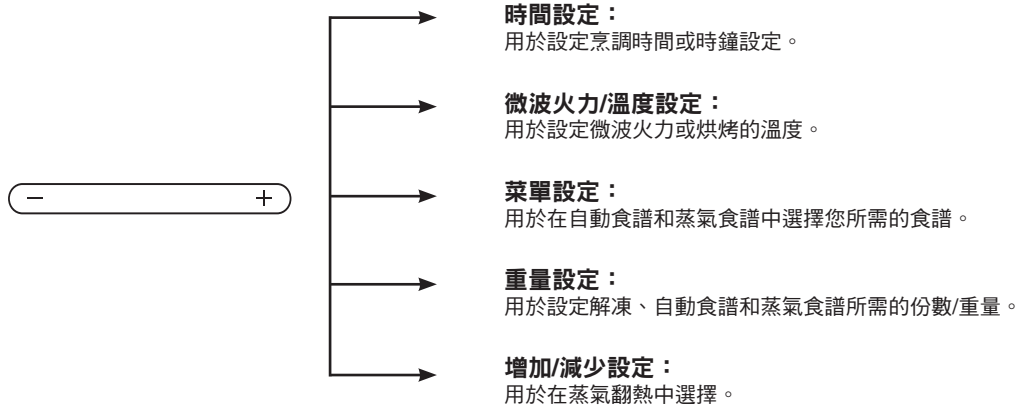 時間設定：
用於設定烹調時間或時鐘設定。
微波火力/溫度設定：
用於設定微波火力或烘烤的溫度。
菜單設定：
用於在自動食譜和蒸氣食譜中選擇您所需的食譜。
− +
重量設定：
用於設定解凍、自動食譜和蒸氣食譜所需的份數/重量。
增加/減少設定：
用於在蒸氣翻熱中選擇。